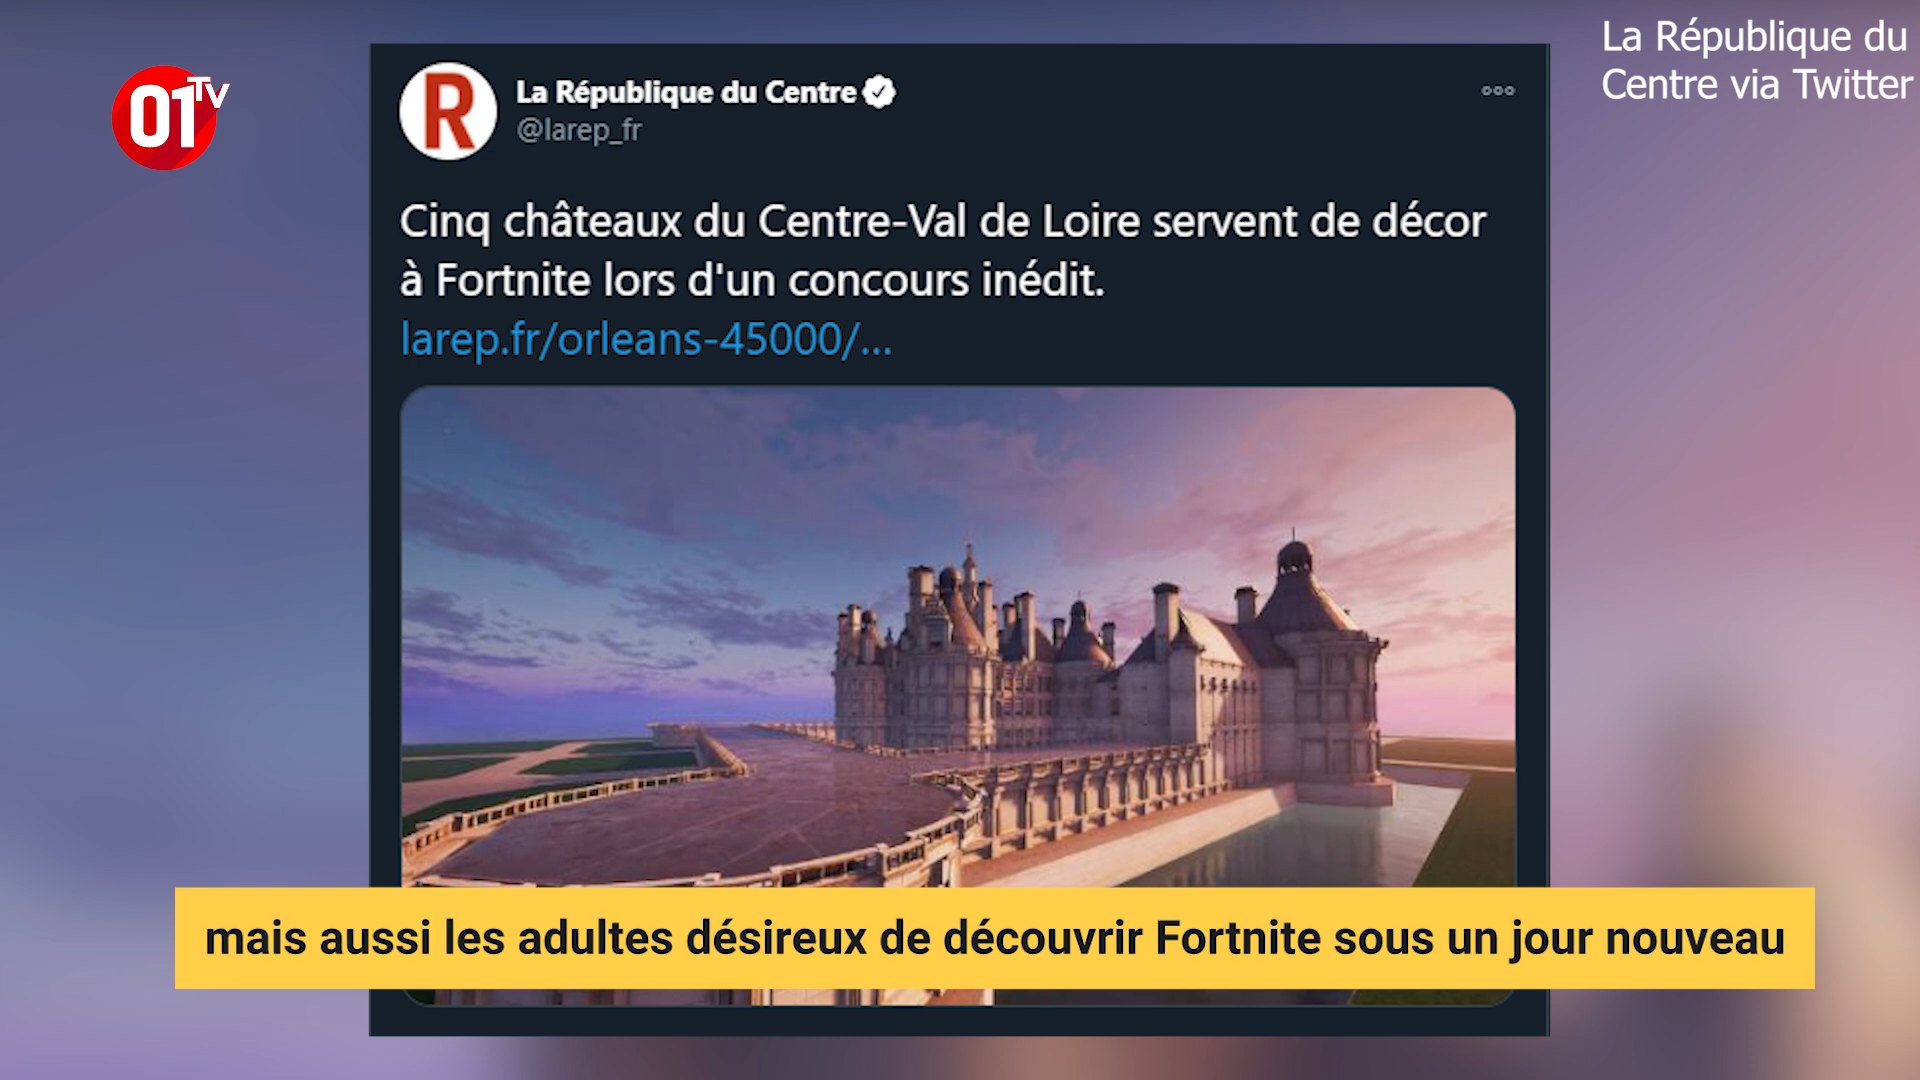 01TV
La République du
Centre via Twitter
R
La République du Centre
@larep_fr
Cinq châteaux du Centre-Val de Loire servent de décor
à Fortnite lors d'un concours inédit.
larep.fr/orleans-45000/...
mais aussi les adultes désireux de découvrir Fortnite sous un jour nouveau